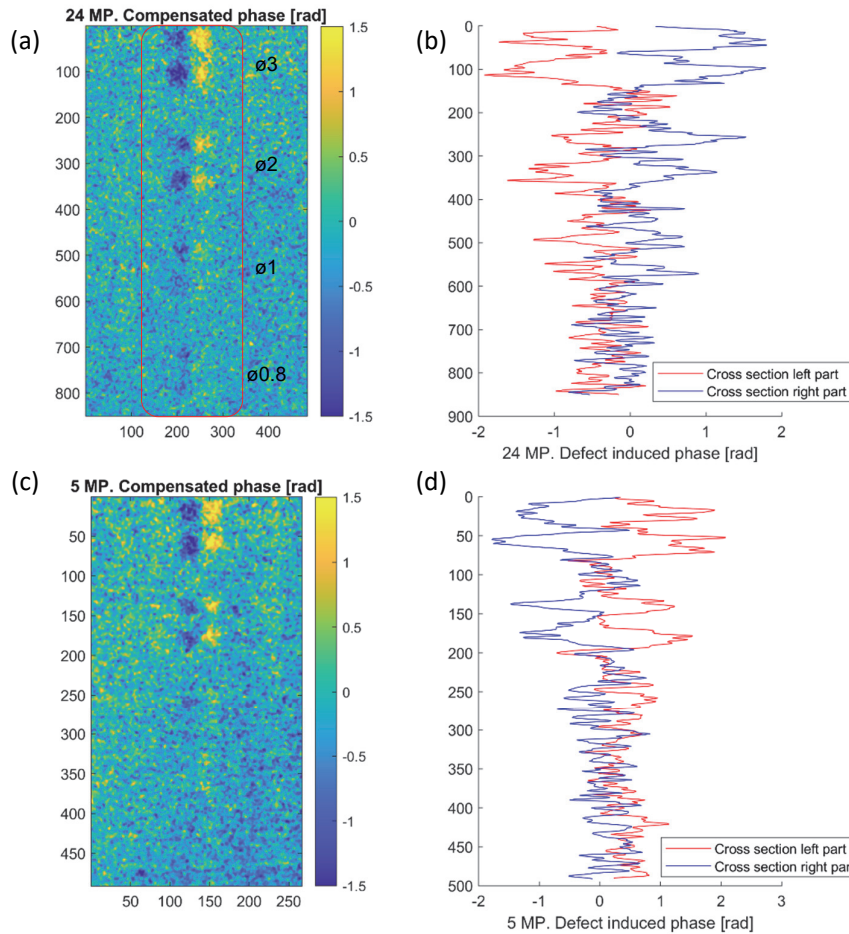 (a)
24 MP. Compensated phase [rad]
0
100
200
300
400
500
600
700
800
100 200 300 400
ø3
ø2
ø1
ø0.8
1.5
1
0.5
0
-0.5
-1
-1.5
(b)
0
100
200
300
400
500
600
700
800
900
-2 -1 0 1 2
Cross section left part
Cross section right part
24 MP. Defect induced phase [rad]
(c)
5 MP. Compensated phase [rad]
0
50
100
150
200
250
300
350
400
450
50 100 150 200 250
1.5
1
0.5
0
-0.5
-1
-1.5
(d)
0
50
100
150
200
250
300
350
400
450
500
-2 -1 0 1 2 3 4
Cross section left part
Cross section right part
5 MP. Defect induced phase [rad]